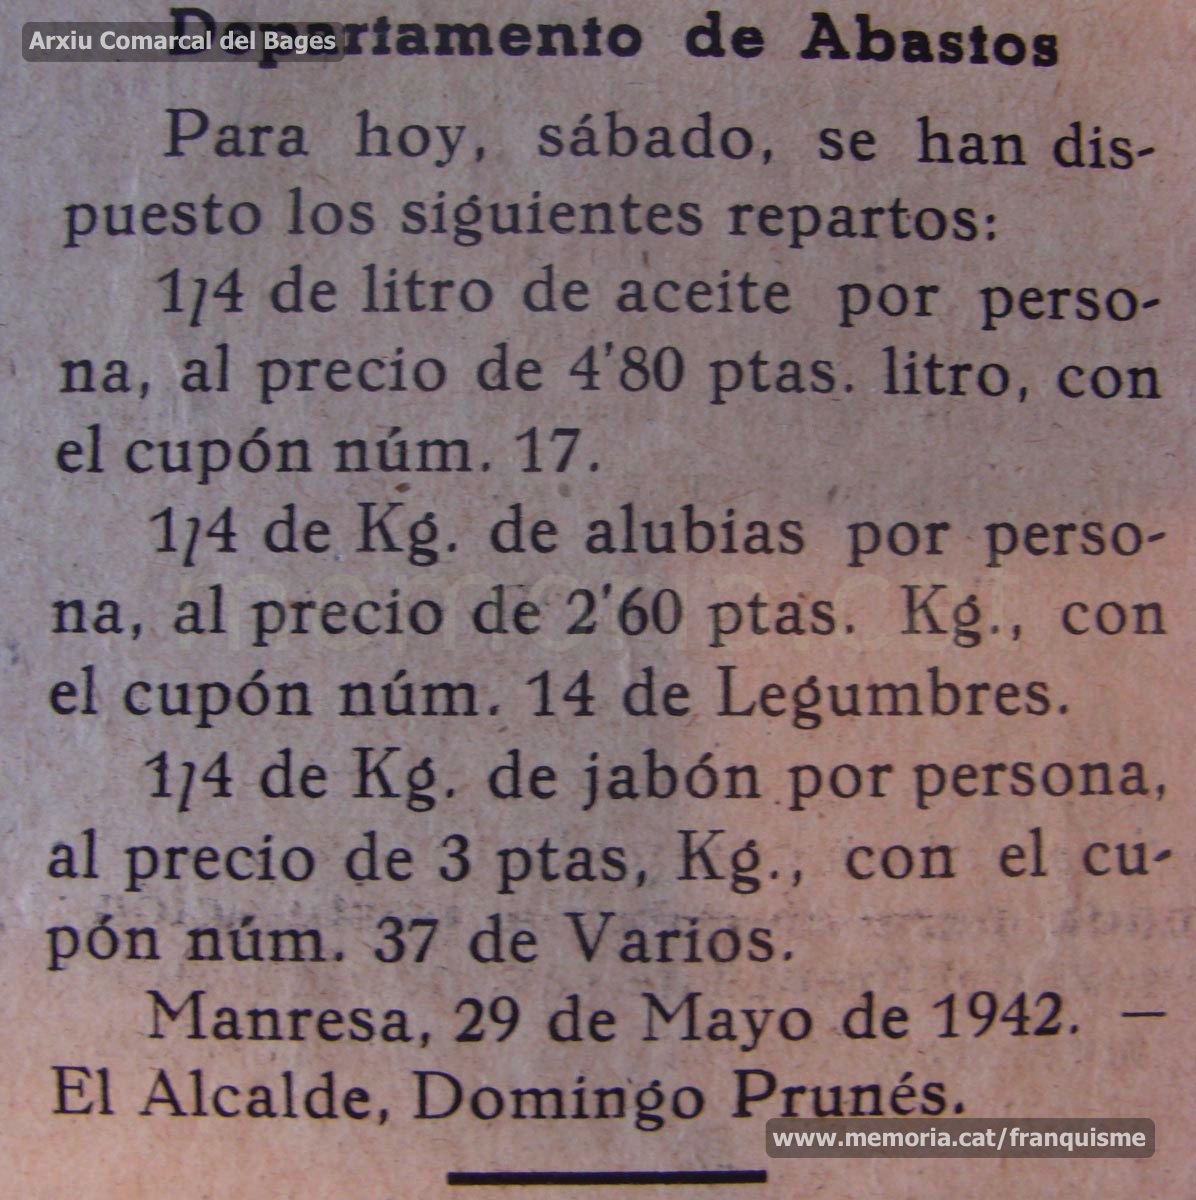 Arxiu Comarcal del Bages
Departamento de Abastos
Para hoy, sábado, se han dis-
puesto los siguientes repartos:
1/4 de litro de aceite por perso-
na, al precio de 4'80 ptas. litro, con
el cupón núm. 17.
1/4 de Kg. de alubias por perso-
na, al precio de 2'60 ptas. Kg., con
el cupón núm. 14 de Legumbres.
1/4 de Kg. de jabón por persona,
al precio de 3 ptas, Kg., con el cu-
pón núm. 37 de Varios.
Manresa, 29 de Mayo de 1942. —
El Alcalde, Domingo Prunés.
memoria.cat
www.memoria.cat/franquisme